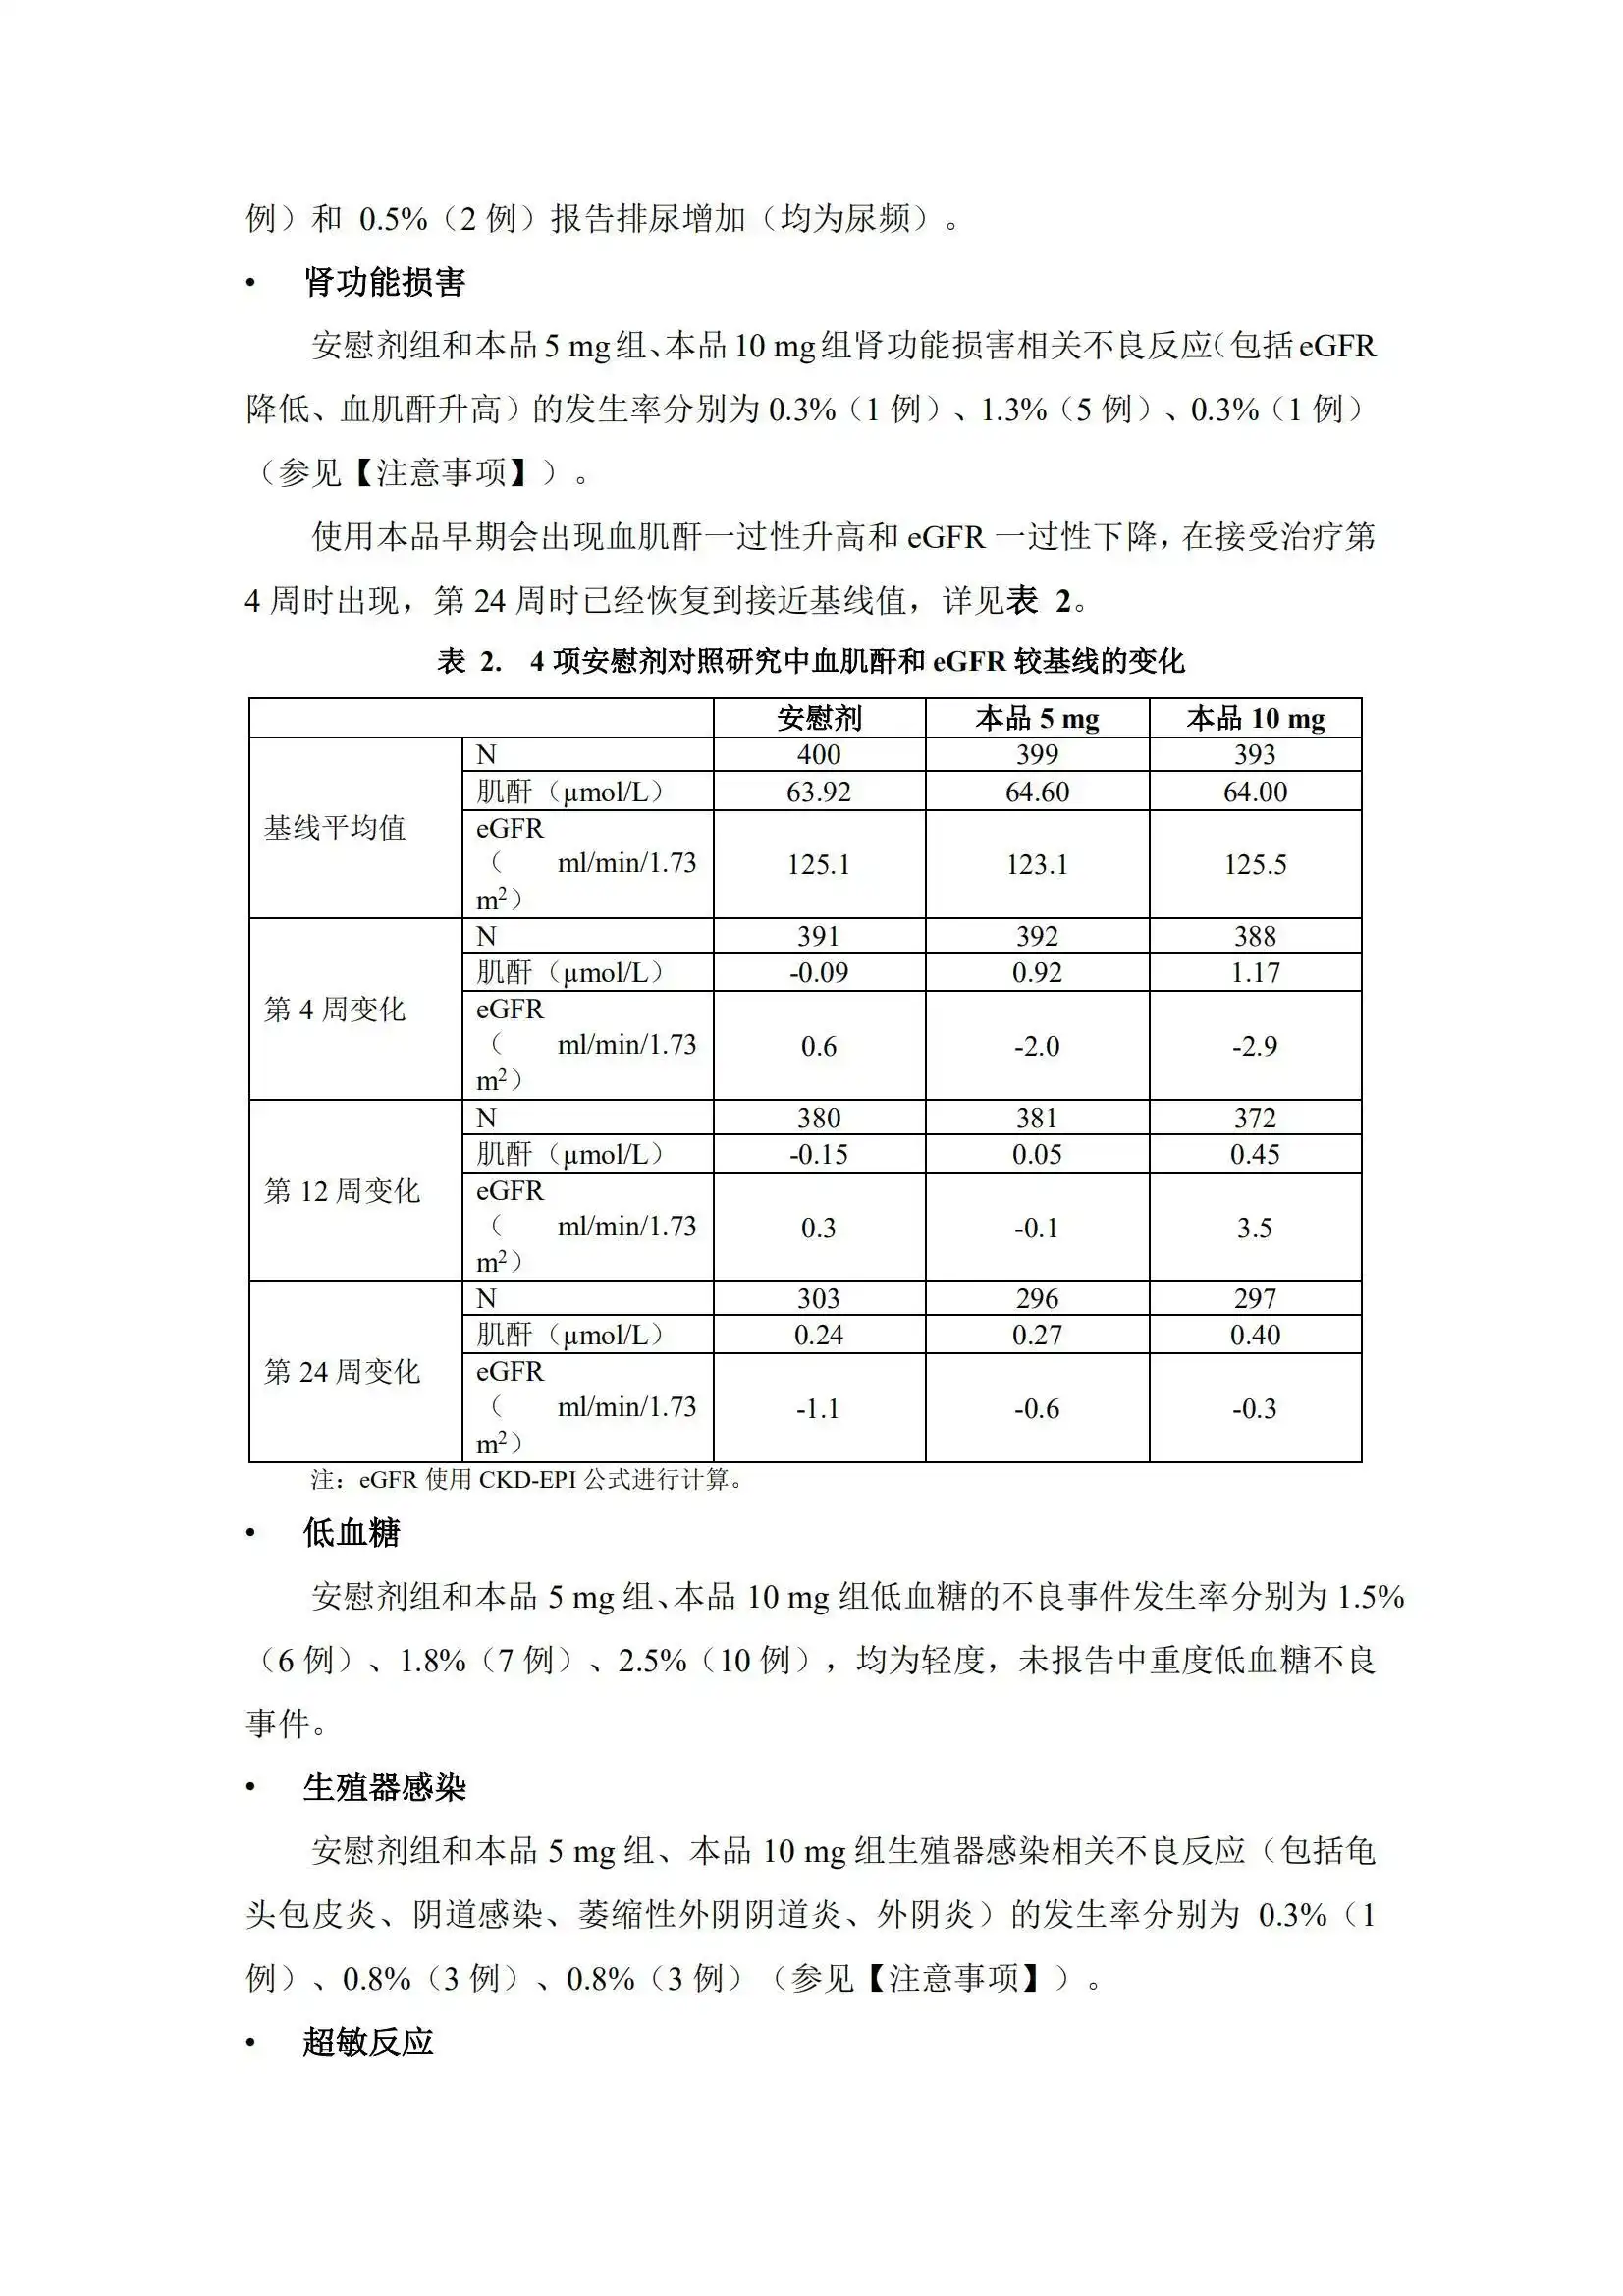 例）和 0.5%（2 例）报告排尿增加（均为尿频）。
• 肾功能损害
安慰剂组和本品 5 mg 组、本品 10 mg 组肾功能损害相关不良反应（包括 eGFR
降低、血肌酐升高）的发生率分别为 0.3%（1 例）、1.3%（5 例）、0.3%（1 例）
（参见【注意事项】）。
使用本品早期会出现血肌酐一过性升高和 eGFR 一过性下降，在接受治疗第
4 周时出现，第 24 周时已经恢复到接近基线值，详见表 2。
表 2. 4 项安慰剂对照研究中血肌酐和 eGFR 较基线的变化
安慰剂 本品 5 mg 本品 10 mg
基线平均值
N 400 399 393
肌酐（µmol/L） 63.92 64.60 64.00
eGFR
（ ml/min/1.73
m²） 125.1 123.1 125.5
第 4 周变化
N 391 392 388
肌酐（µmol/L） -0.09 0.92 1.17
eGFR
（ ml/min/1.73
m²） 0.6 -2.0 -2.9
第 12 周变化
N 380 381 372
肌酐（µmol/L） -0.15 0.05 0.45
eGFR
（ ml/min/1.73
m²） 0.3 -0.1 3.5
第 24 周变化
N 303 296 297
肌酐（µmol/L） 0.24 0.27 0.40
eGFR
（ ml/min/1.73
m²） -1.1 -0.6 -0.3
注：eGFR 使用 CKD-EPI 公式进行计算。
• 低血糖
安慰剂组和本品 5 mg 组、本品 10 mg 组低血糖的不良事件发生率分别为 1.5%
（6 例）、1.8%（7 例）、2.5%（10 例），均为轻度，未报告中重度低血糖不良
事件。
• 生殖器感染
安慰剂组和本品 5 mg 组、本品 10 mg 组生殖器感染相关不良反应（包括龟
头包皮炎、阴道感染、萎缩性外阴阴道炎、外阴炎）的发生率分别为 0.3%（1
例）、0.8%（3 例）、0.8%（3 例）（参见【注意事项】）。
• 超敏反应